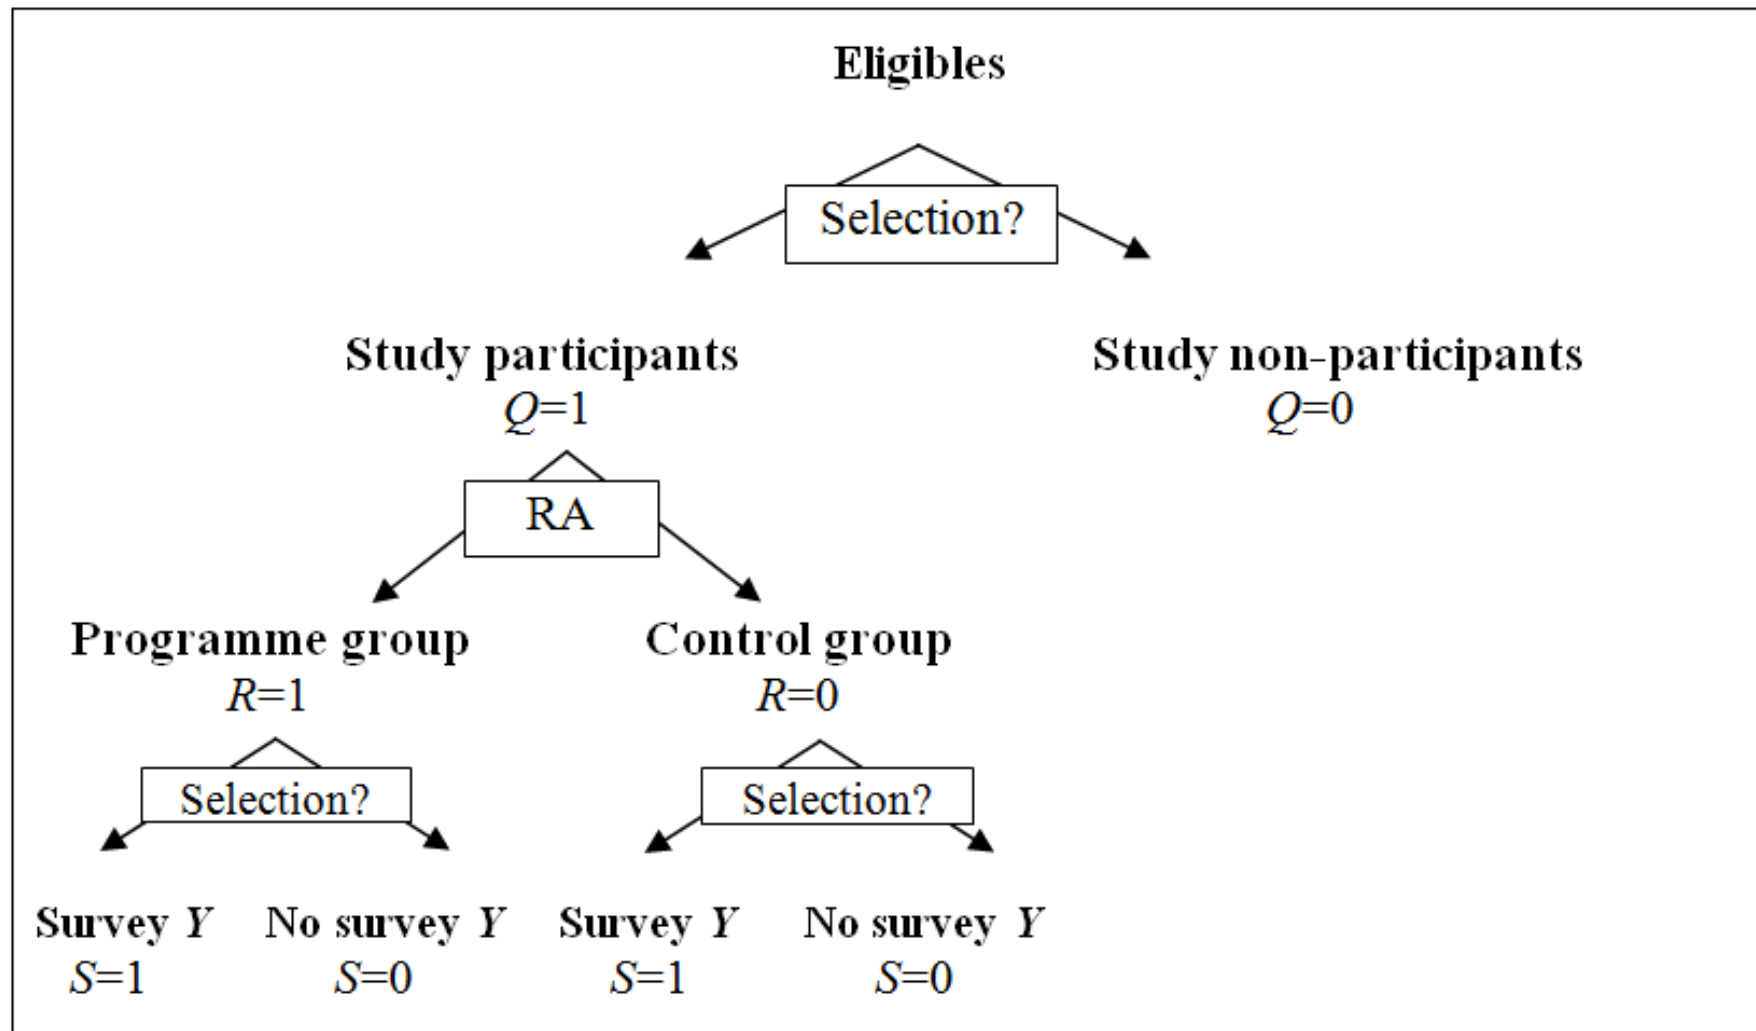 Eligibles
Selection?
Study participants Study non-participants
Q=1 Q=0
RA
Programme group Control group
R=1 R=0
Selection? Selection?
Survey Y No survey Y Survey Y No survey Y
S=1 S=0 S=1 S=0